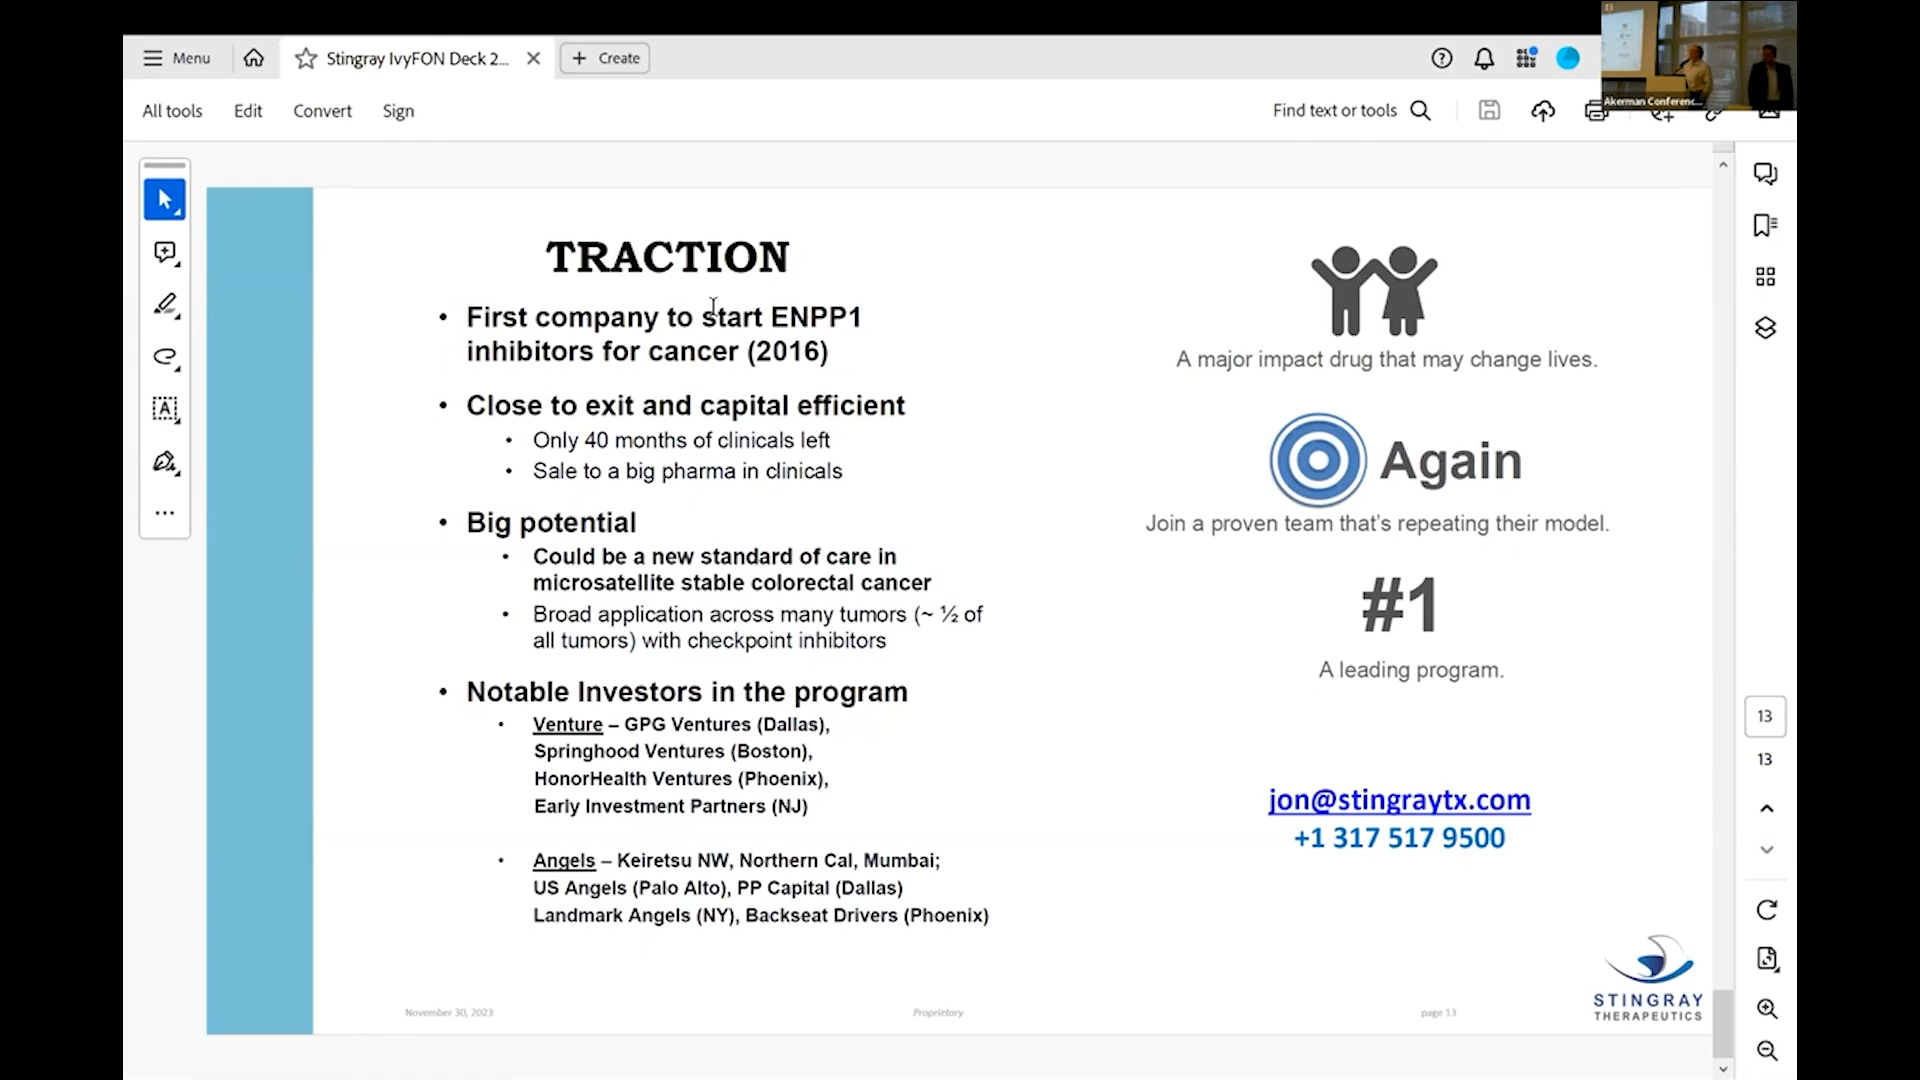 Menu
Stingray IvyFON Deck 2...
Create
Akerman Conferenc...
All tools
Edit
Convert
Sign
Find text or tools
TRACTION
• First company to start ENPP1
inhibitors for cancer (2016)
• Close to exit and capital efficient
• Only 40 months of clinicals left
• Sale to a big pharma in clinicals
• Big potential
• Could be a new standard of care in
microsatellite stable colorectal cancer
• Broad application across many tumors (~ ½ of
all tumors) with checkpoint inhibitors
• Notable Investors in the program
• Venture – GPG Ventures (Dallas),
Springhood Ventures (Boston),
HonorHealth Ventures (Phoenix),
Early Investment Partners (NJ)
• Angels – Keiretsu NW, Northern Cal, Mumbai;
US Angels (Palo Alto), PP Capital (Dallas)
Landmark Angels (NY), Backseat Drivers (Phoenix)
A major impact drug that may change lives.
Again
Join a proven team that's repeating their model.
#1
A leading program.
jon@stingraytx.com
+1 317 517 9500
13
13
November 30, 2023
Proprietary
page 13
STINGRAY
THERAPEUTICS